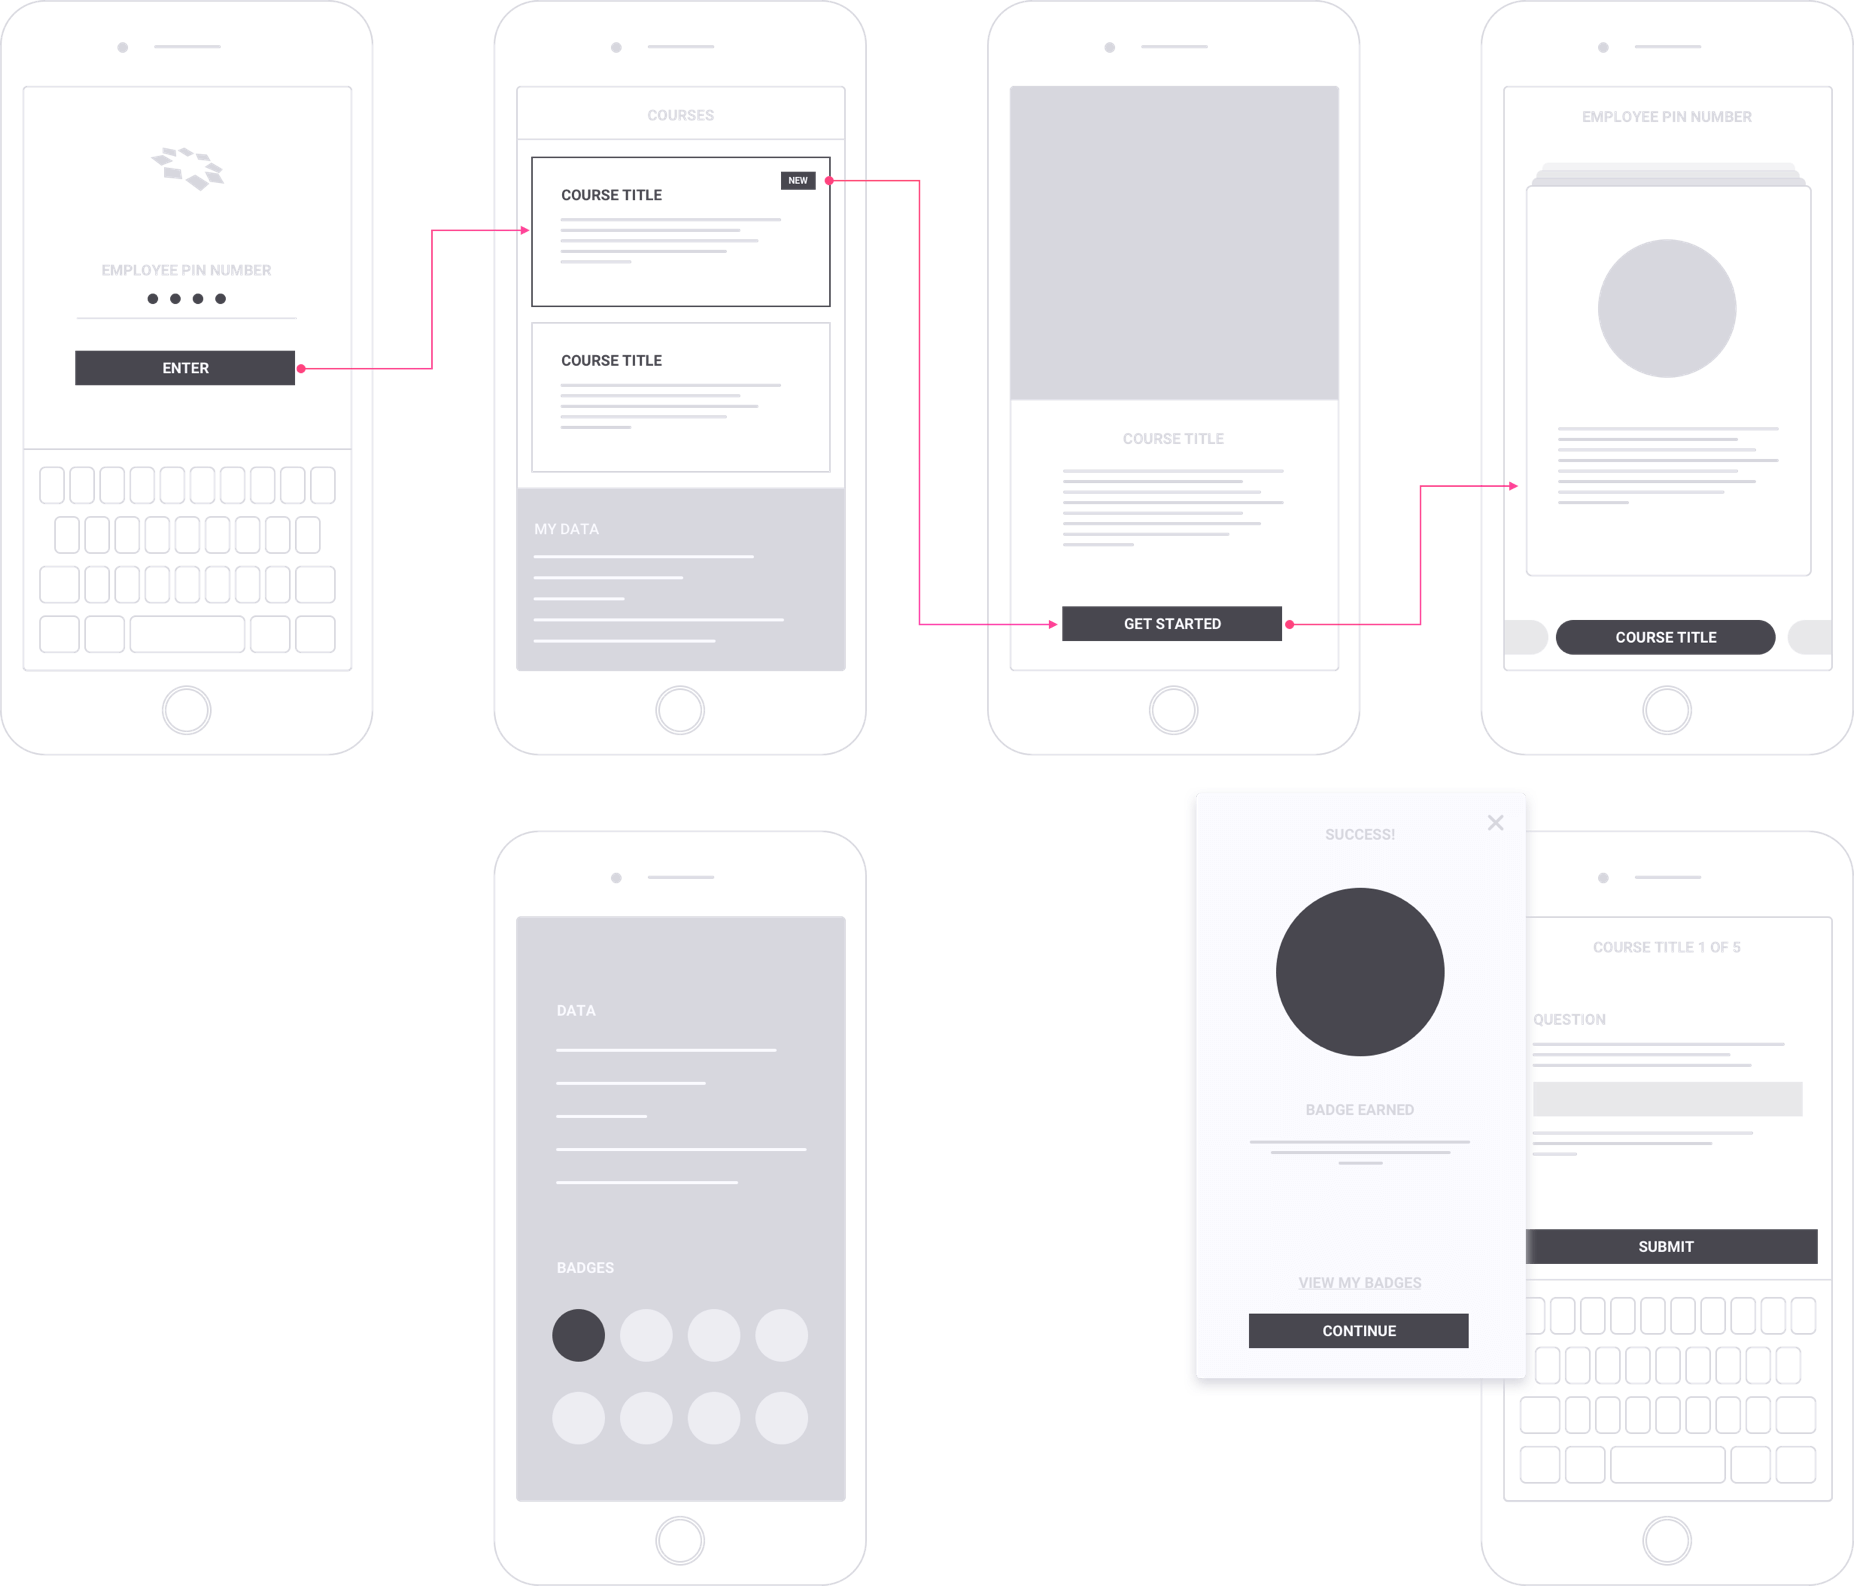 EMPLOYEE PIN NUMBER
ENTER
COURSES
NEW
COURSE TITLE
COURSE TITLE
MY DATA
COURSE TITLE
GET STARTED
EMPLOYEE PIN NUMBER
COURSE TITLE
DATA
BADGES
SUCCESS!
BADGE EARNED
VIEW MY BADGES
CONTINUE
COURSE TITLE 1 OF 5
QUESTION
SUBMIT